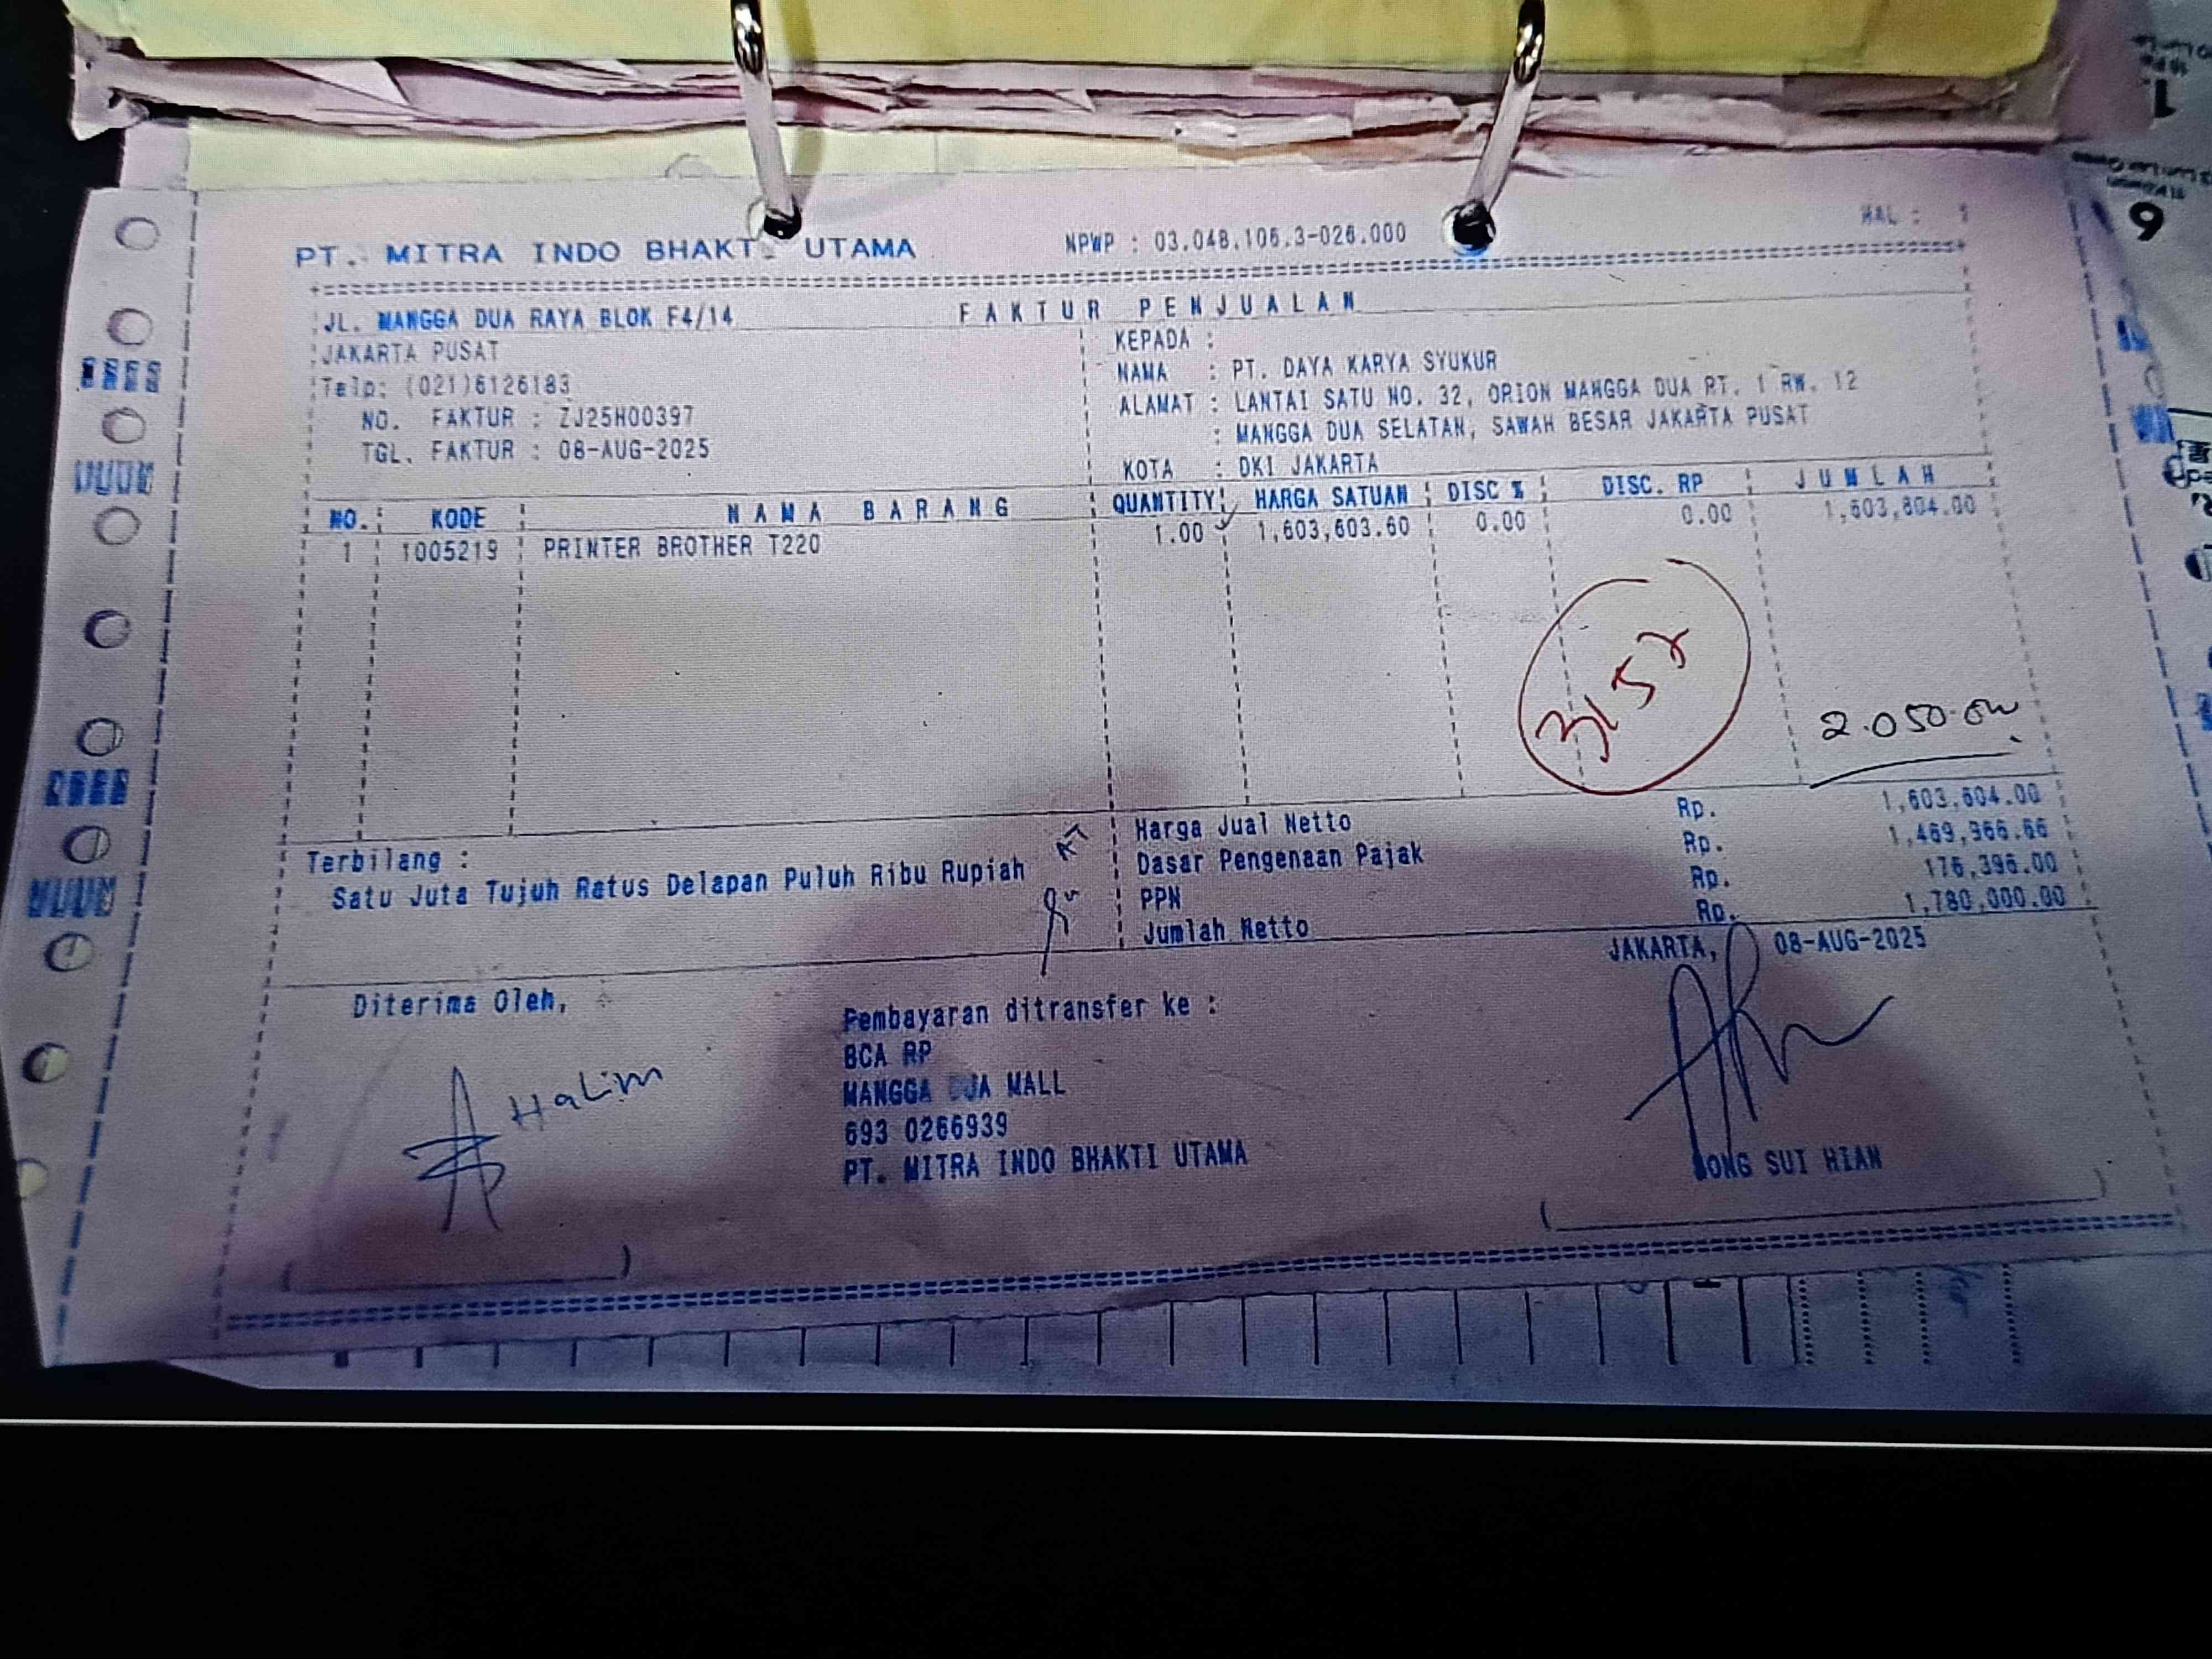 PT. MITRA INDO BHAKTI UTAMA NPWP : 03.048.106.3-026.000 HAL : 1
JL. MANGGA DUA RAYA BLOK F4/14 FAKTUR PENJUALAN
JAKARTA PUSAT KEPADA :
Telp: (021)6126183 NAMA : PT. DAYA KARYA SYUKUR
NO. FAKTUR : ZJ25H00397 ALAMAT : LANTAI SATU NO. 32, ORION MANGGA DUA RT. 1 RW. 12
TGL. FAKTUR : 08-AUG-2025 : MANGGA DUA SELATAN, SAWAH BESAR JAKARTA PUSAT
KOTA : DKI JAKARTA
NO. KODE NAMA BARANG QUANTITY HARGA SATUAN DISC % DISC. RP JUMLAH
1 1005219 PRINTER BROTHER T220 1.00 1,603,603.60 0.00 0.00 1,603,604.00
3152
2.050.000
Harga Jual Netto Rp. 1,603,604.00
Terbilang : Dasar Pengenaan Pajak Rp. 1,469,966.66
Satu Juta Tujuh Ratus Delapan Puluh Ribu Rupiah PPN Rp. 176,396.00
Jumlah Netto Rp. 1,780,000.00
JAKARTA, 08-AUG-2025
Diterima Oleh, Pembayaran ditransfer ke :
BCA RP
Halim MANGGA DUA MALL
693 0266939
PT. MITRA INDO BHAKTI UTAMA BONG SUI HIAN